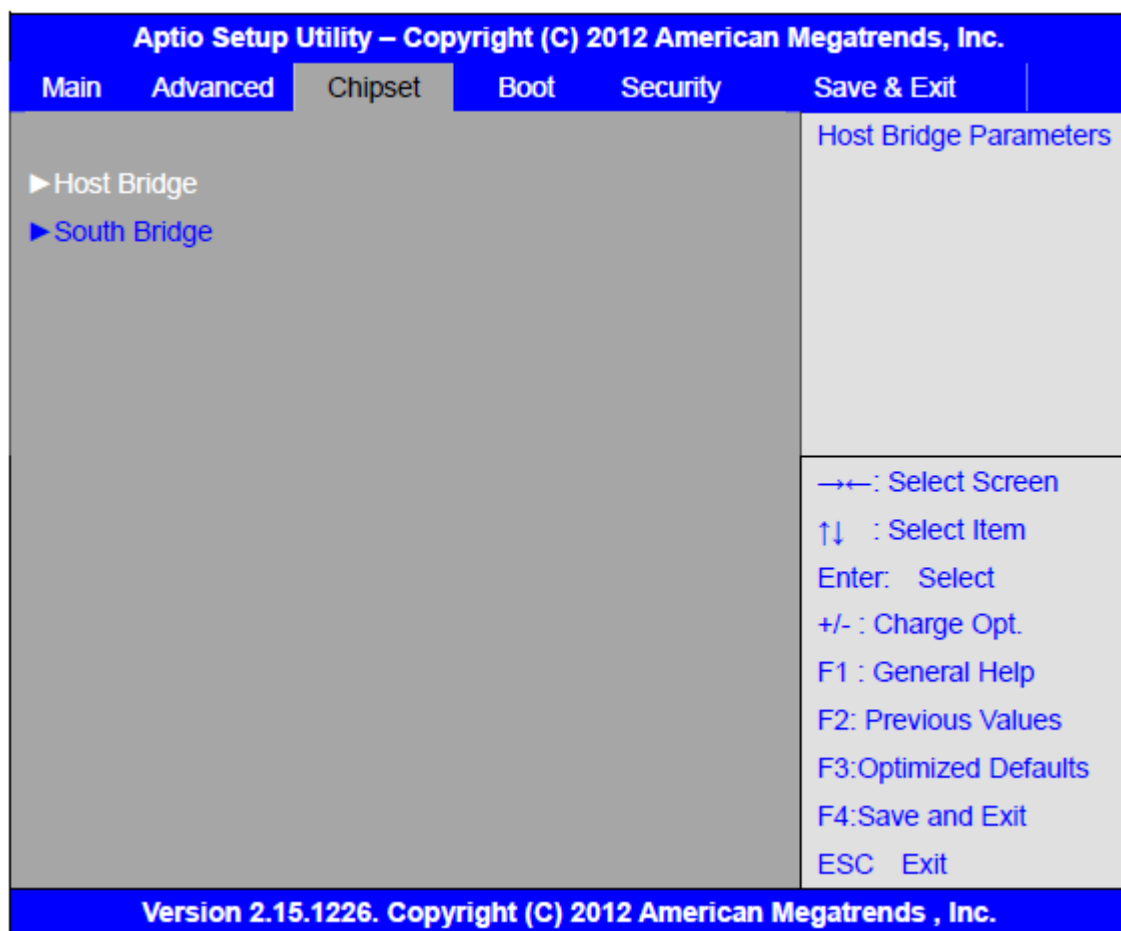 Aptio Setup Utility – Copyright (C) 2012 American Megatrends, Inc.
Main Advanced Chipset Boot Security Save & Exit
Host Bridge Parameters
►Host Bridge
►South Bridge
→←: Select Screen
↑↓ : Select Item
Enter: Select
+/- : Charge Opt.
F1 : General Help
F2: Previous Values
F3:Optimized Defaults
F4:Save and Exit
ESC Exit
Version 2.15.1226. Copyright (C) 2012 American Megatrends , Inc.